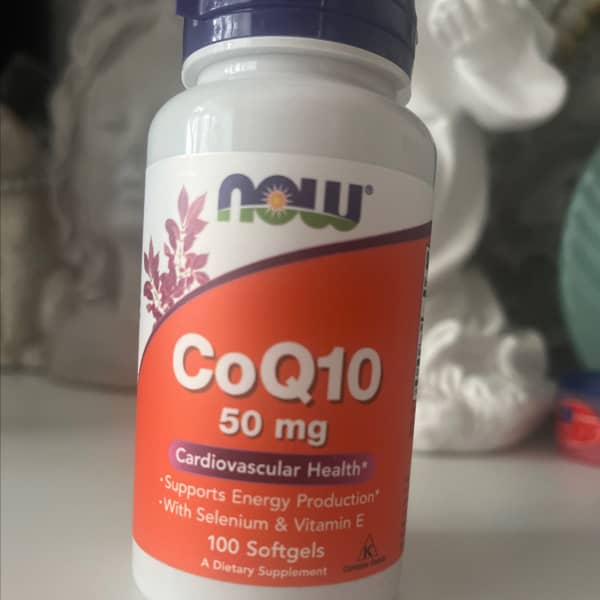 NOW®
CoQ10
50 mg
Cardiovascular Health*
• Supports Energy Production*
• With Selenium & Vitamin E
100 Softgels
A Dietary Supplement
K